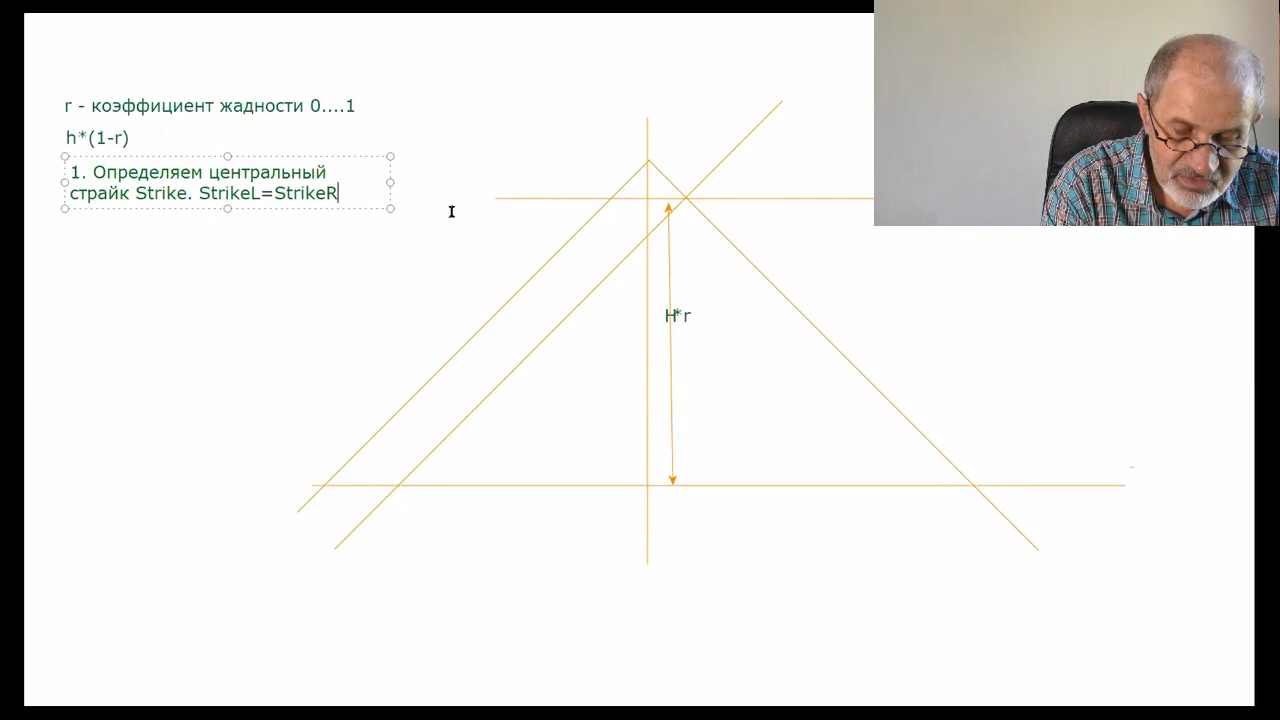 r - коэффициент жадности 0....1
h*(1-r)
1. Определяем центральный
страйк Strike. StrikeL=StrikeR
H*r